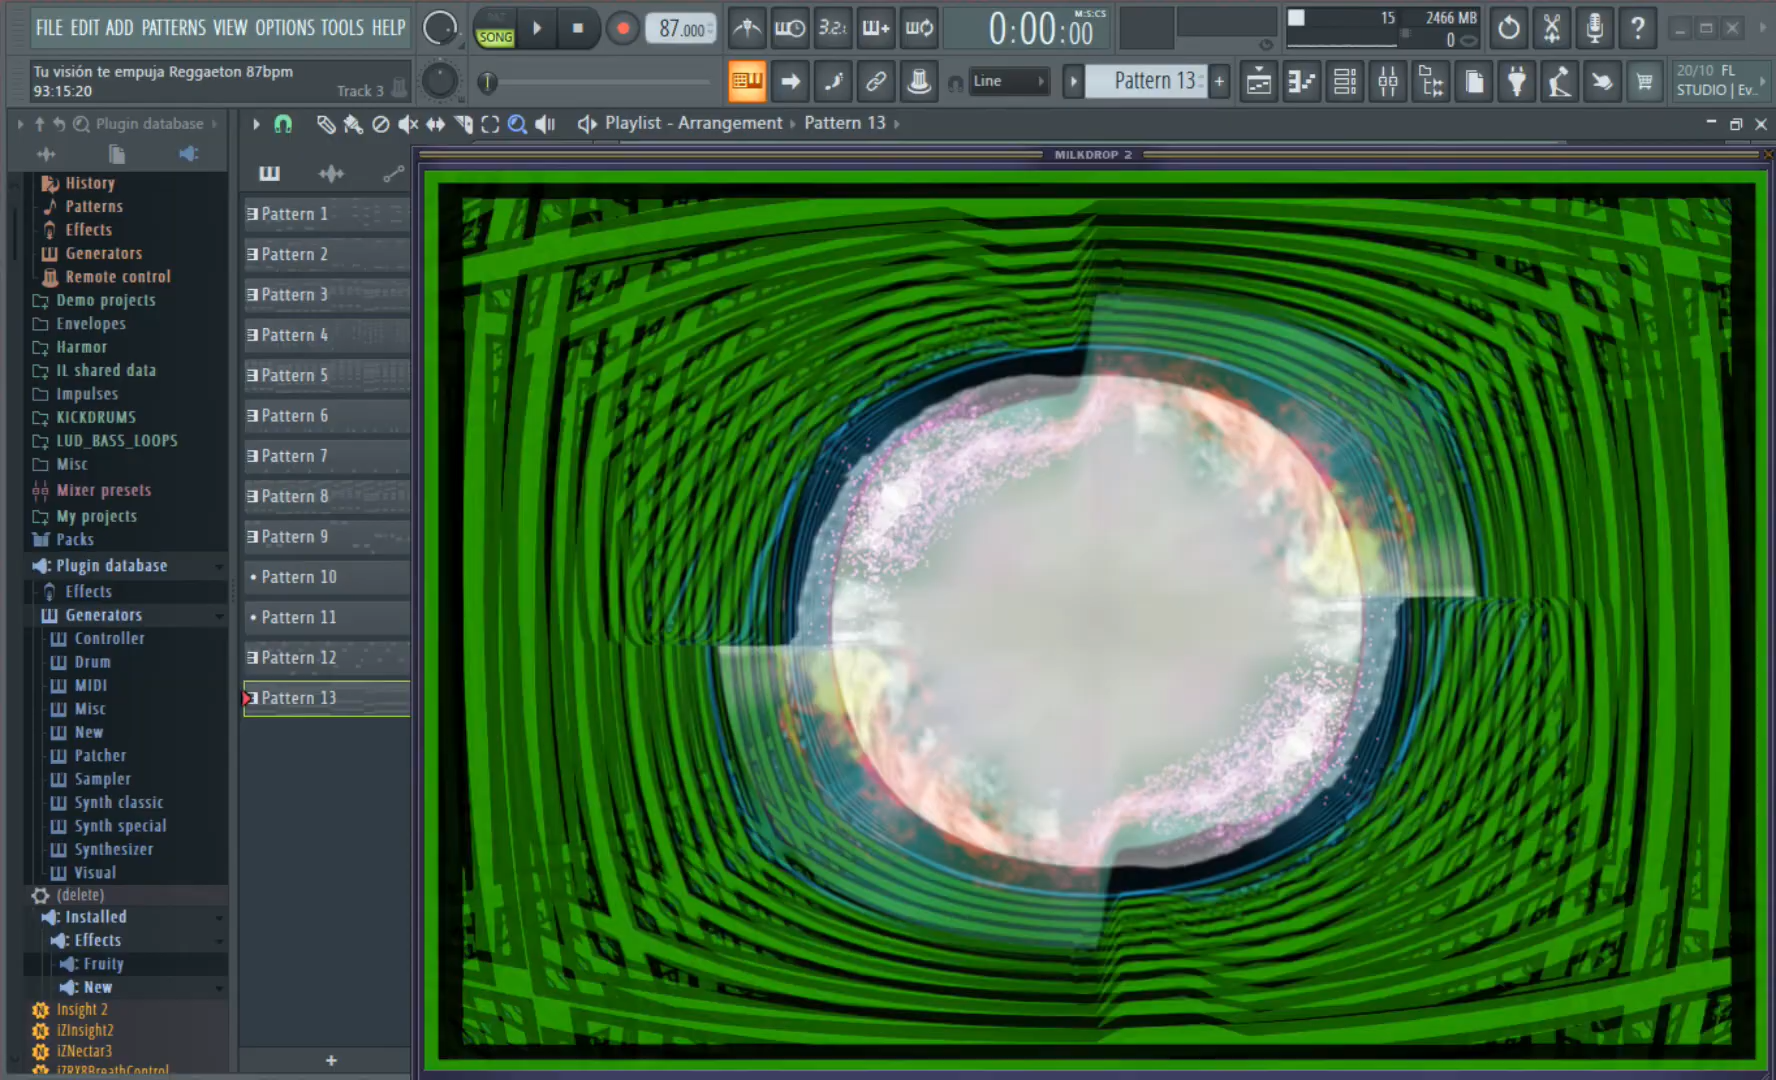 FILE EDIT ADD PATTERNS VIEW OPTIONS TOOLS HELP
SONG
87.000
3.2
0:00:00
M:S:CS
15
2466 MB
0
Tu visión te empuja Reggaeton 87bpm
93:15:20
Track 3
Line
Pattern 13
20/10 FL
STUDIO | Ev..
Plugin database
Playlist - Arrangement
Pattern 13
MILKDROP 2
History
Patterns
Effects
Generators
Remote control
Demo projects
Envelopes
Harmor
IL shared data
Impulses
KICKDRUMS
LUD_BASS_LOOPS
Misc
Mixer presets
My projects
Packs
Plugin database
Effects
Generators
Controller
Drum
MIDI
Misc
New
Patcher
Sampler
Synth classic
Synth special
Synthesizer
Visual
(delete)
Installed
Effects
Fruity
New
Insight 2
iZInsight2
iZNectar3
iZRX8BreathControl
Pattern 1
Pattern 2
Pattern 3
Pattern 4
Pattern 5
Pattern 6
Pattern 7
Pattern 8
Pattern 9
Pattern 10
Pattern 11
Pattern 12
Pattern 13